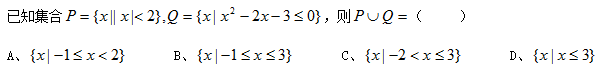 已知集合 P={x||x|<2},Q={x|x²-2x-3≤0}，则 P∪Q=（　　）
A、{x|-1≤x<2}　B、{x|-1≤x≤3}　C、{x|-2<x≤3}　D、{x|x≤3}